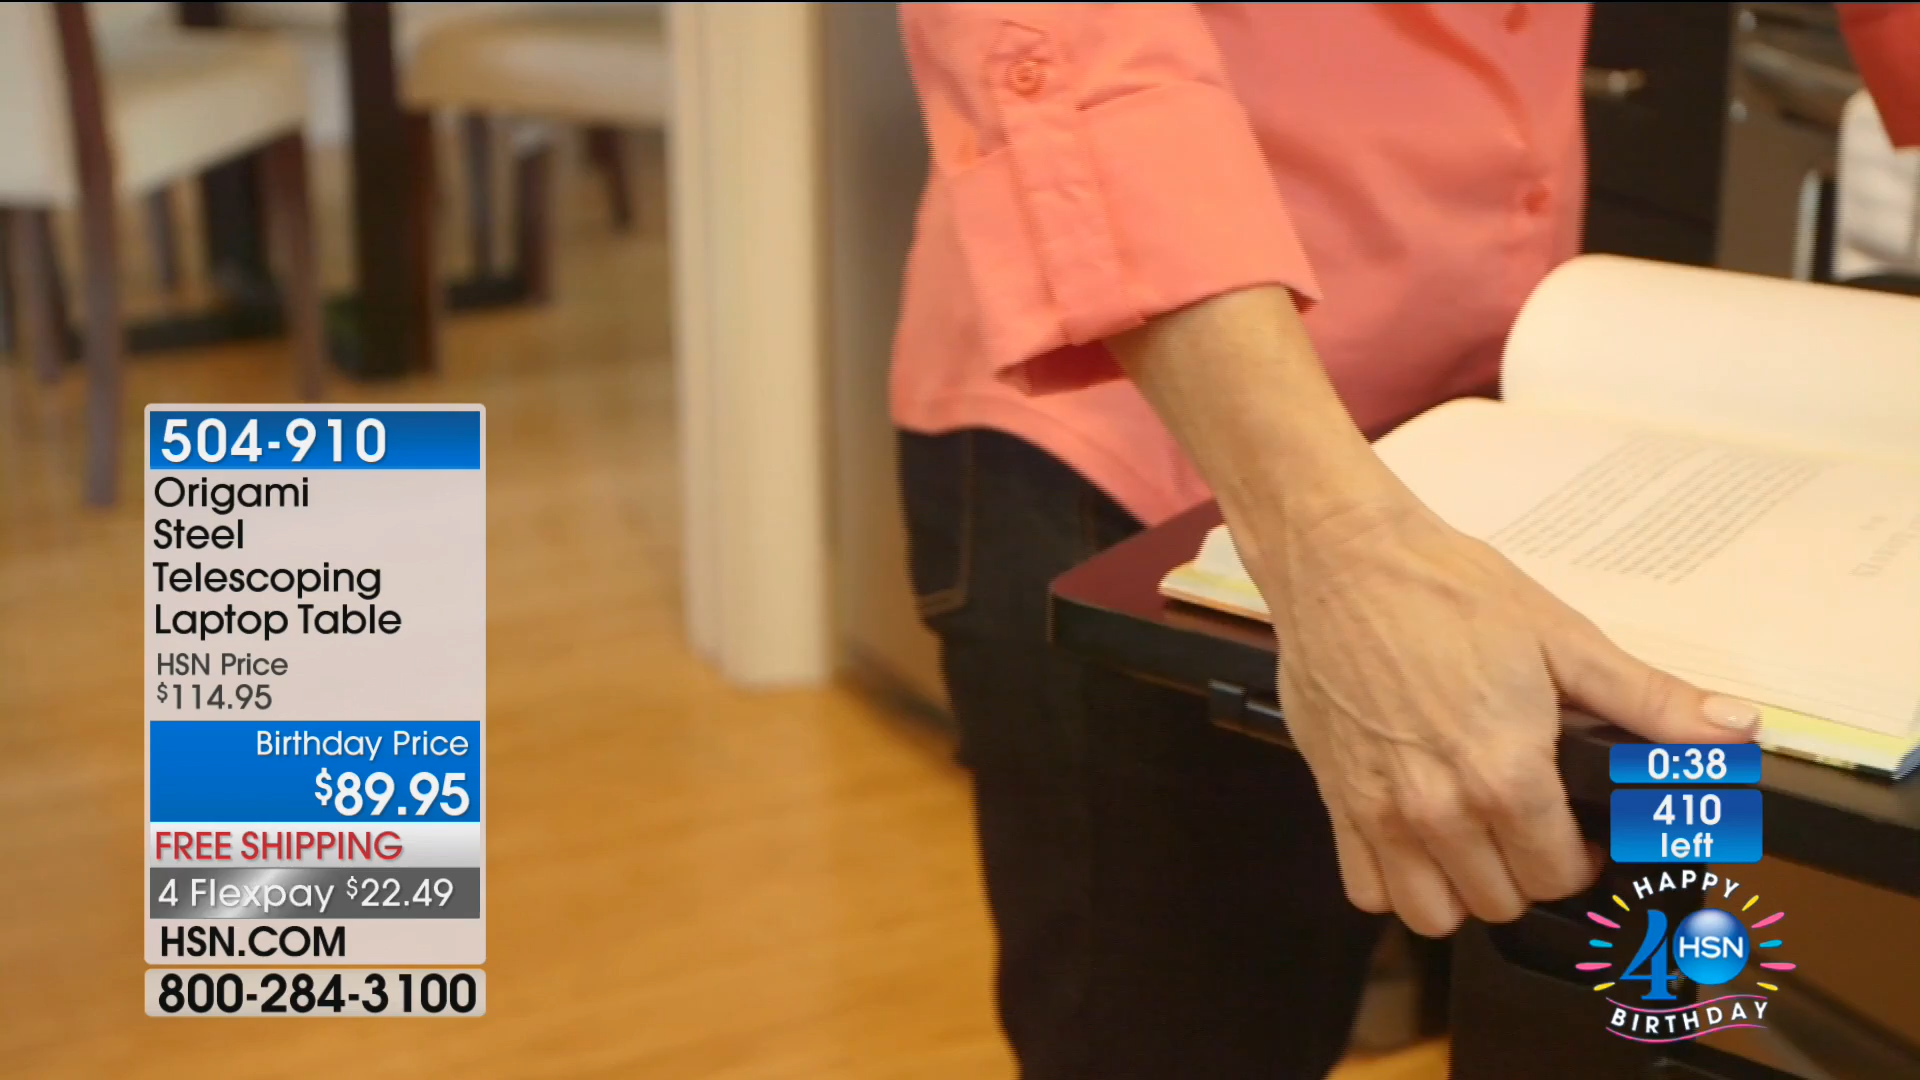 504-910
Origami
Steel
Telescoping
Laptop Table
HSN Price
$114.95
Birthday Price
$89.95
FREE SHIPPING
4 Flexpay $22.49
HSN.COM
800-284-3100
0:38
410
left
HAPPY
40 HSN
BIRTHDAY